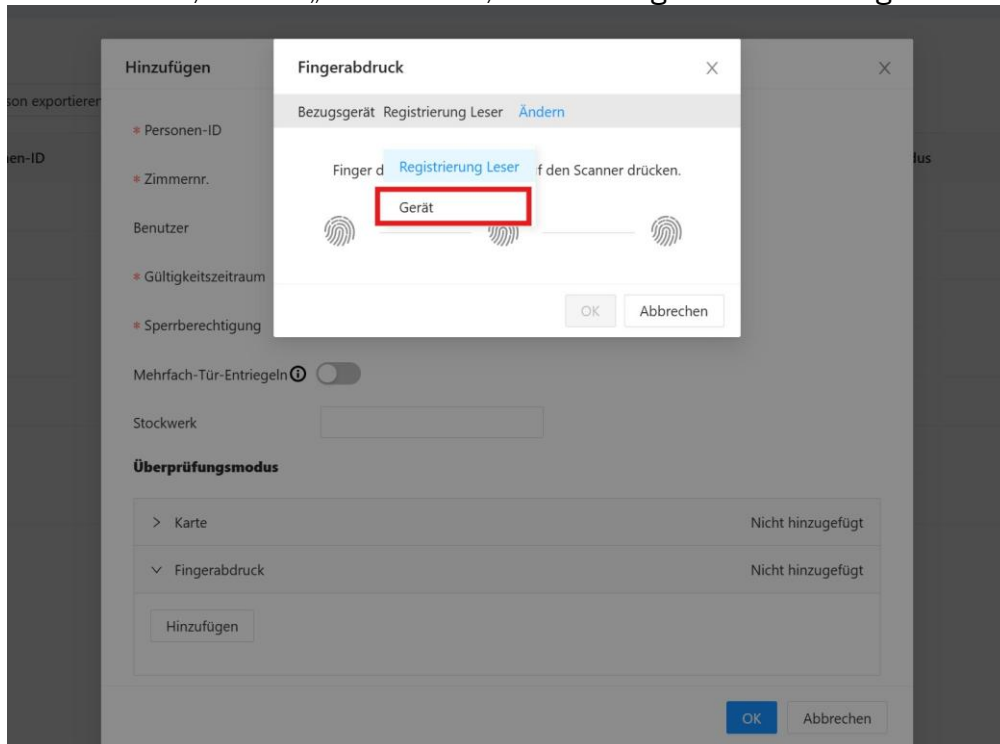 Hinzufügen
Fingerabdruck
son exportieren
Bezugsgerät Registrierung Leser Ändern
* Personen-ID
en-ID
dus
Finger d Registrierung Leser f den Scanner drücken.
* Zimmernr.
Gerät
Benutzer
* Gültigkeitszeitraum
OK Abbrechen
* Sperrberechtigung
Mehrfach-Tür-Entriegeln
Stockwerk
Überprüfungsmodus
Karte Nicht hinzugefügt
Fingerabdruck Nicht hinzugefügt
Hinzufügen
OK Abbrechen